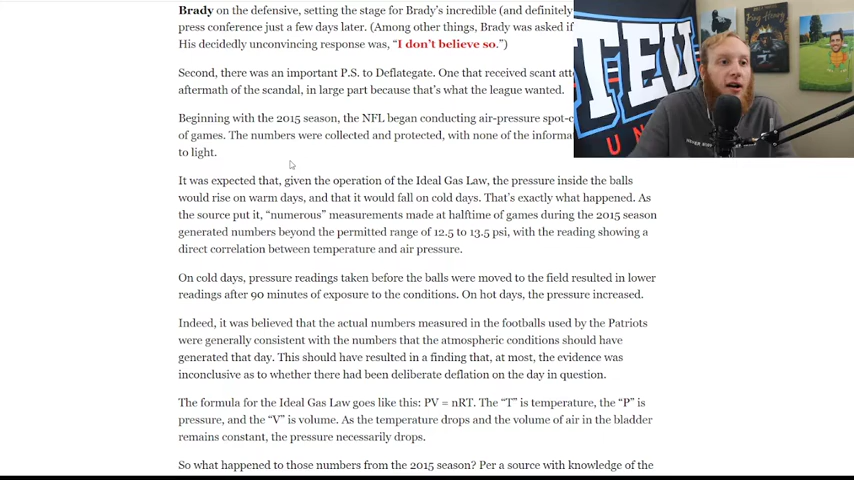 Brady on the defensive, setting the stage for Brady's incredible (and definitely
press conference just a few days later. (Among other things, Brady was asked if
His decidedly unconvincing response was, “I don't believe so.”)
Second, there was an important P.S. to Deflategate. One that received scant
aftermath of the scandal, in large part because that's what the league wanted.
Beginning with the 2015 season, the NFL began conducting air-pressure
of games. The numbers were collected and protected, with none of the
to light.
It was expected that, given the operation of the Ideal Gas Law, the pressure inside the balls
would rise on warm days, and that it would fall on cold days. That's exactly what happened. As
the source put it, “numerous” measurements made at halftime of games during the 2015 season
generated numbers beyond the permitted range of 12.5 to 13.5 psi, with the reading showing a
direct correlation between temperature and air pressure.
On cold days, pressure readings taken before the balls were moved to the field resulted in lower
readings after 90 minutes of exposure to the conditions. On hot days, the pressure increased.
Indeed, it was believed that the actual numbers measured in the footballs used by the Patriots
were generally consistent with the numbers that the atmospheric conditions should have
generated that day. This should have resulted in a finding that, at most, the evidence was
inconclusive as to whether there had been deliberate deflation on the day in question.
The formula for the Ideal Gas Law goes like this: PV = nRT. The “T” is temperature, the “P” is
pressure, and the “V” is volume. As the temperature drops and the volume of air in the bladder
remains constant, the pressure necessarily drops.
So what happened to those numbers from the 2015 season? Per a source with knowledge of the
TEU